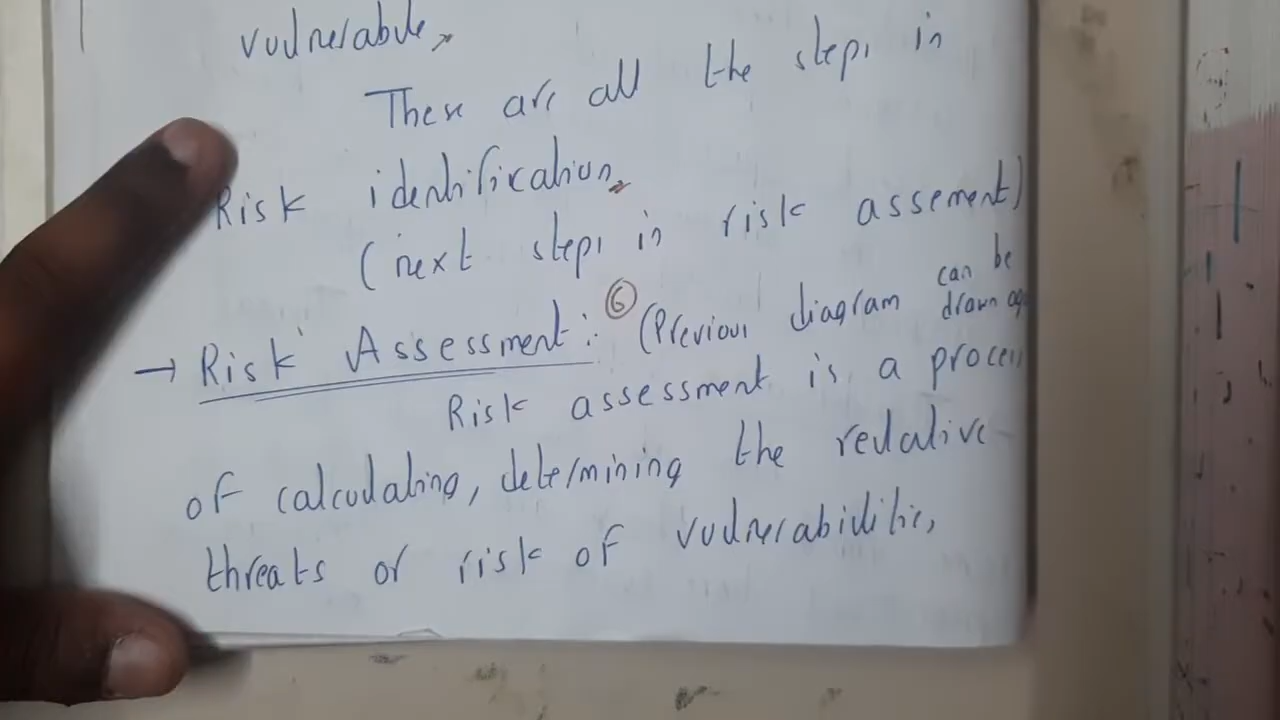 vulnerable,
These are all the steps in
Risk identification,
(next steps in risk assement)
→ Risk Assessment: ⑥ (Previous diagram can be drawn
Risk assessment is a process
of calculating, determining the relative
threats or risk of vulnerabilities,